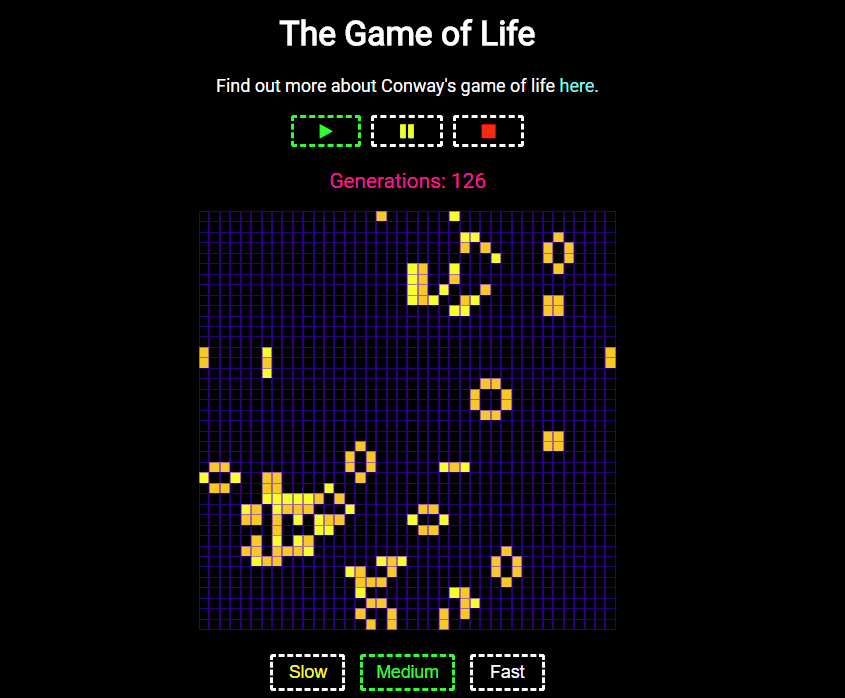 The Game of Life
Find out more about Conway's game of life here.
Generations: 126
Slow Medium Fast